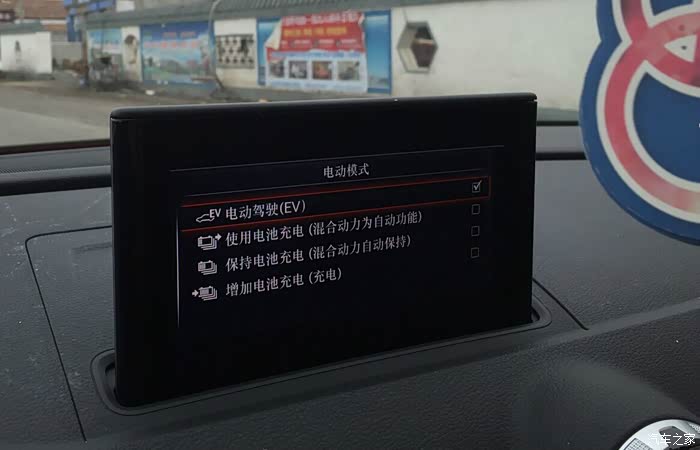 电动模式
EV 电动驾驶(EV)
使用电池充电 (混合动力为自动功能)
保持电池充电 (混合动力自动保持)
增加电池充电 (充电)
汽车之家